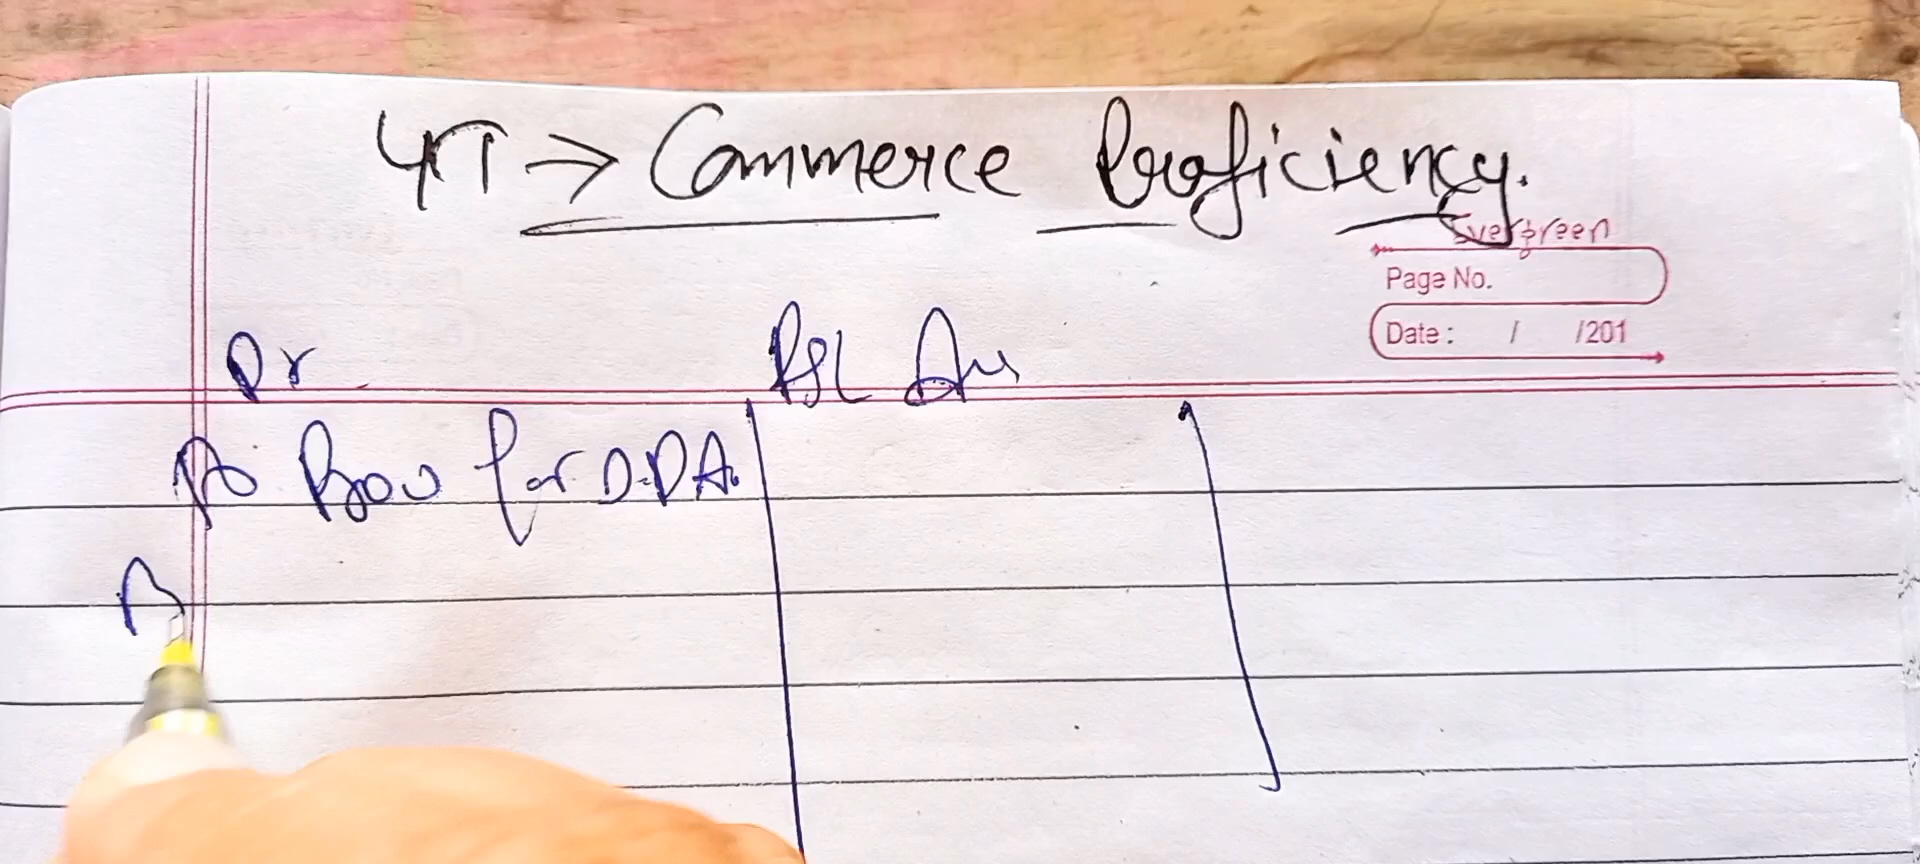 YT → Commerce Proficiency.
Evergreen
Page No.
Date : / /201
Dr P&L A/c
To Prov for D.D.A.